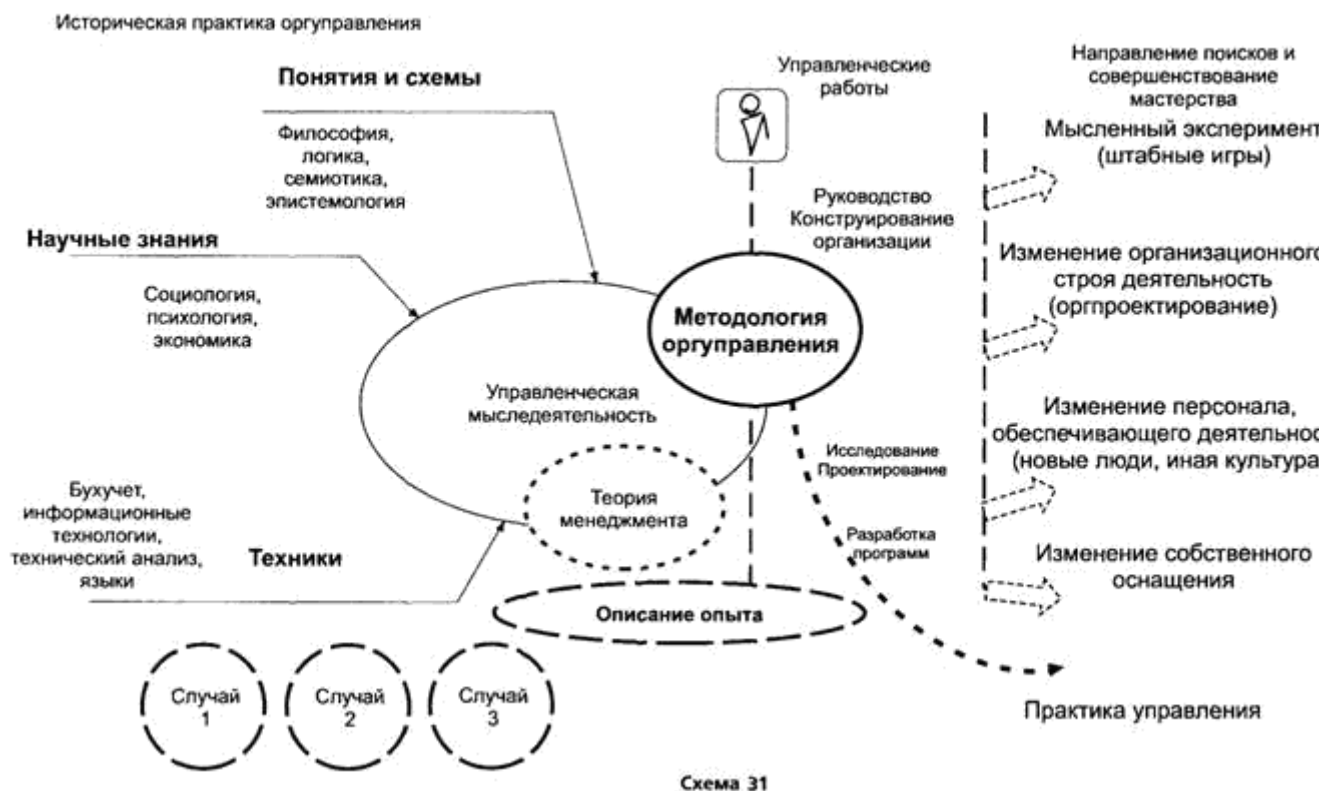 Историческая практика оргуправления
Понятия и схемы
Философия,
логика,
семиотика,
эпистемология
Научные знания
Социология,
психология,
экономика
Управленческие
работы
Руководство
Конструирование
организации
Методология
оргуправления
Управленческая
мыследеятельность
Теория
менеджмента
Исследование
Проектирование
Разработка
программ
Бухучет,
информационные
технологии,
технический анализ,
языки
Техники
Описание опыта
Случай
1
Случай
2
Случай
3
Направление поисков и
совершенствование
мастерства
Мысленный эксперимент
(штабные игры)
Изменение организационного
строя деятельность
(оргпроектирование)
Изменение персонала,
обеспечивающего деятельнос
(новые люди, иная культура
Изменение собственного
оснащения
Практика управления
Схема 31